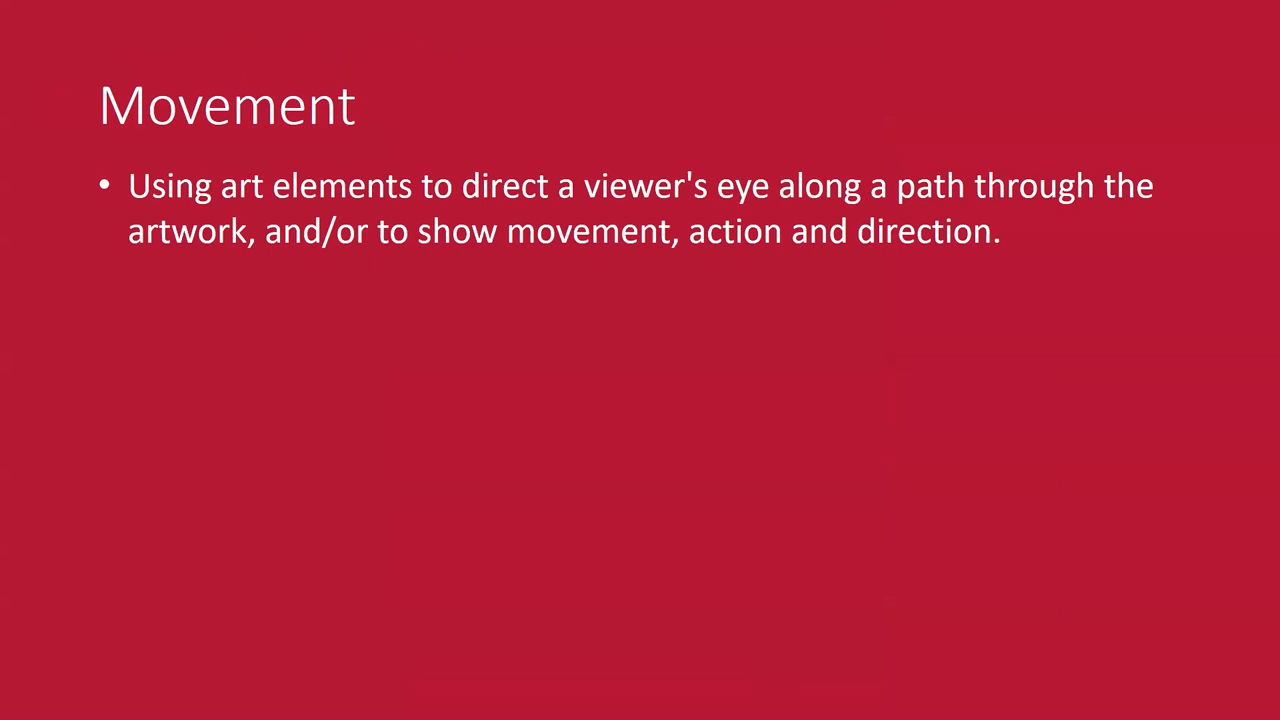 Movement
• Using art elements to direct a viewer's eye along a path through the
artwork, and/or to show movement, action and direction.